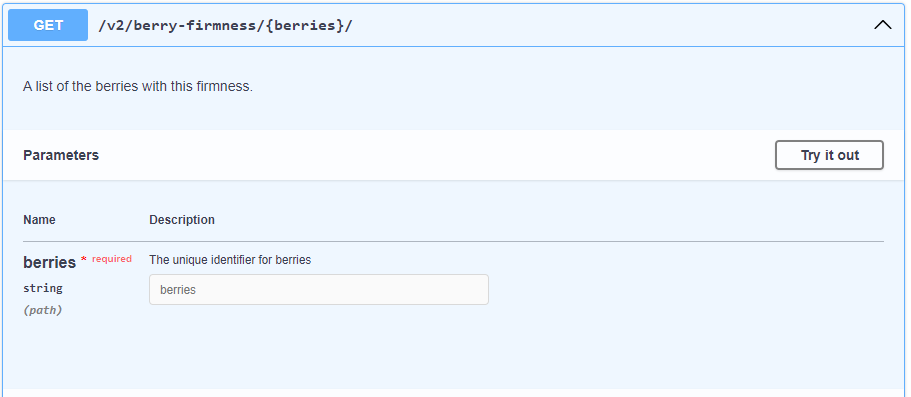 GET /v2/berry-firmness/{berries}/
A list of the berries with this firmness.
Parameters Try it out
Name Description
berries * required The unique identifier for berries
string berries
(path)